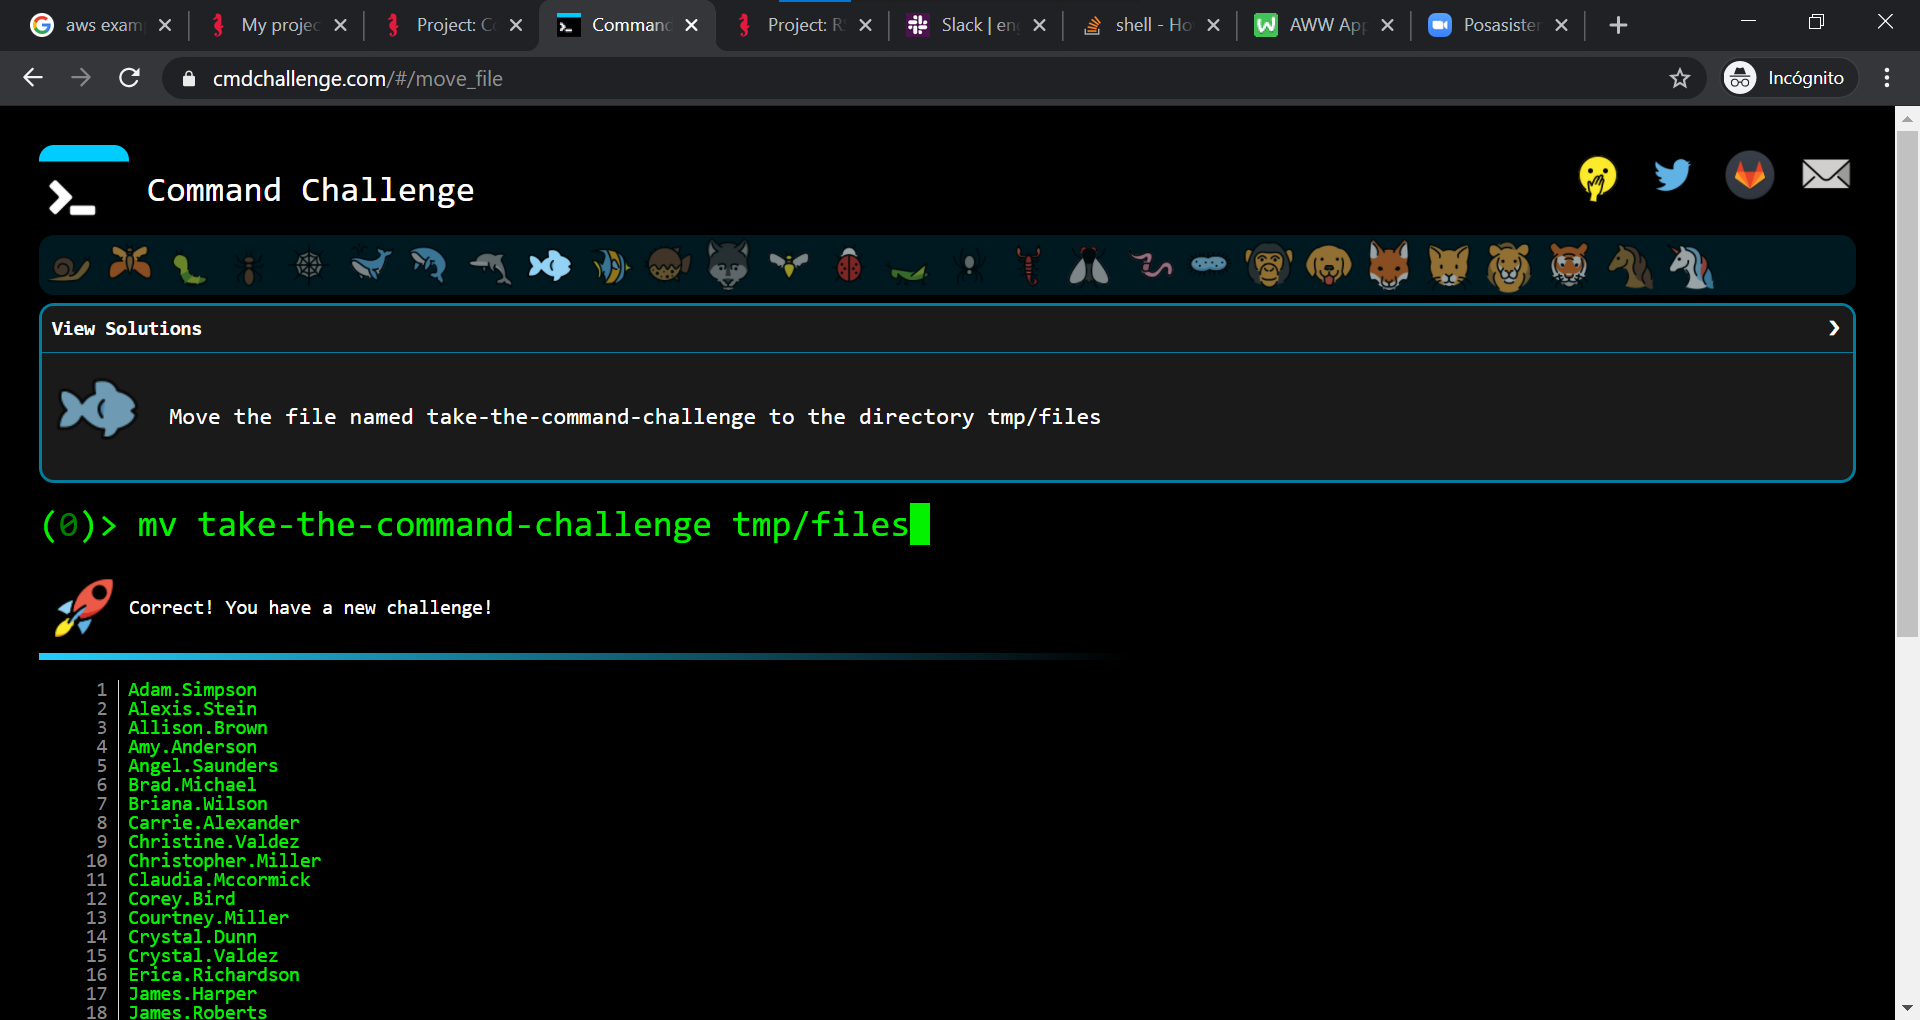 aws exam
My projec
Project: C
Command
Project: R
Slack | en
shell - Ho
AWW App
Posasister
cmdchallenge.com/#/move_file
Incógnito
Command Challenge
View Solutions
Move the file named take-the-command-challenge to the directory tmp/files
(0)> mv take-the-command-challenge tmp/files
Correct! You have a new challenge!
1 Adam.Simpson
2 Alexis.Stein
3 Allison.Brown
4 Amy.Anderson
5 Angel.Saunders
6 Brad.Michael
7 Briana.Wilson
8 Carrie.Alexander
9 Christine.Valdez
10 Christopher.Miller
11 Claudia.Mccormick
12 Corey.Bird
13 Courtney.Miller
14 Crystal.Dunn
15 Crystal.Valdez
16 Erica.Richardson
17 James.Harper
18 James.Roberts